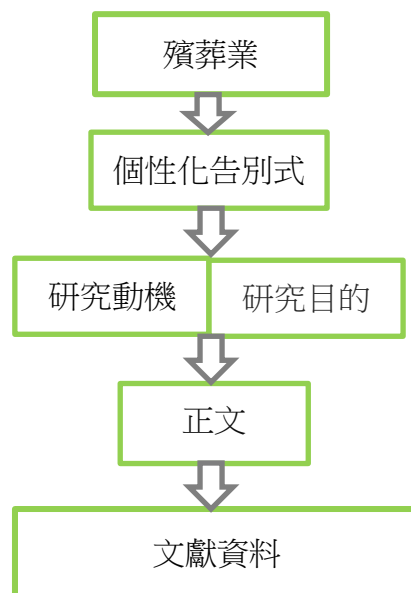 殯葬業
個性化告別式
研究動機 研究目的
正文
文獻資料